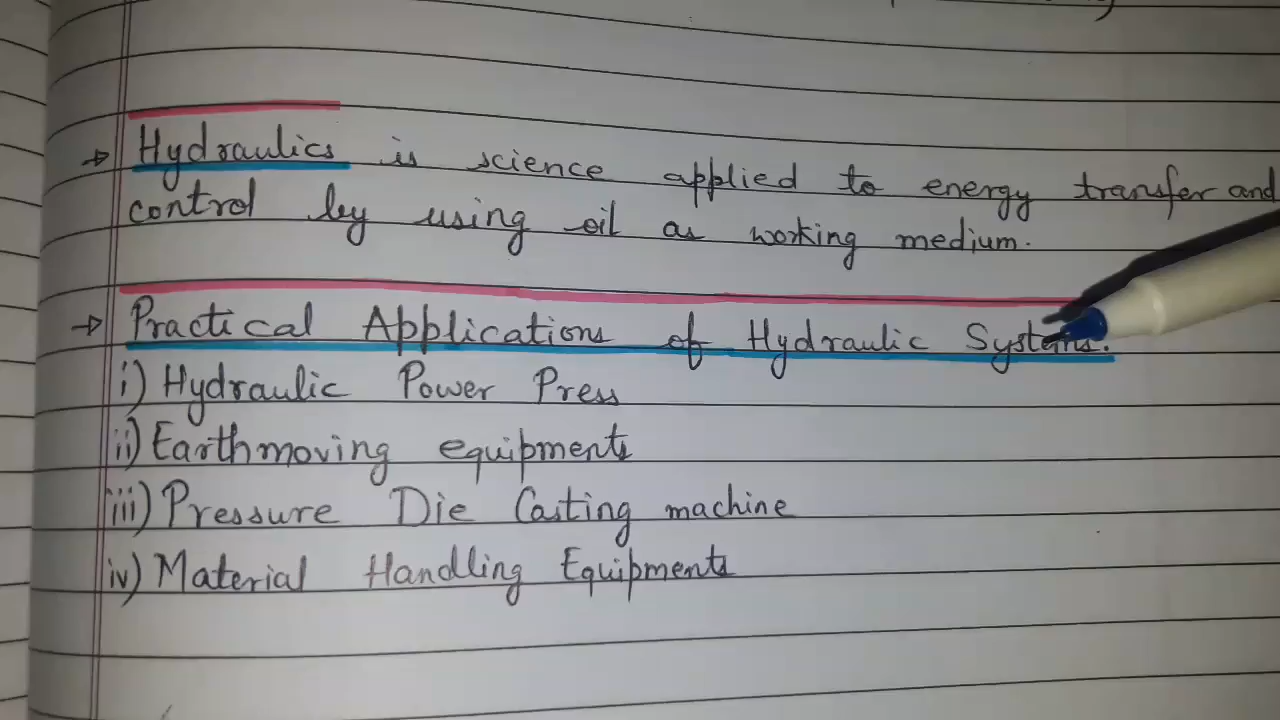 → Hydraulics is science applied to energy transfer and
control by using oil as working medium.
→ Practical Applications of Hydraulic Systems.
i) Hydraulic Power Press
ii) Earthmoving equipments
iii) Pressure Die Casting machine
iv) Material Handling Equipments